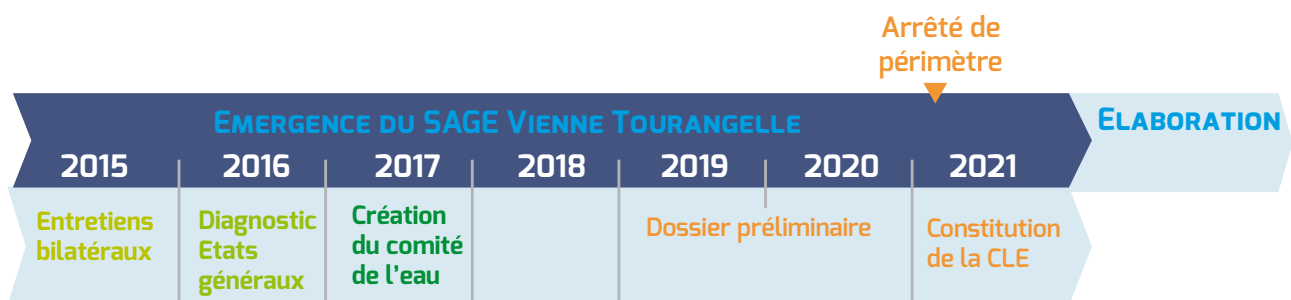 Arrêté de
périmètre
EMERGENCE DU SAGE VIENNE TOURANGELLE
ELABORATION
2015 2016 2017 2018 2019 2020 2021
Entretiens
bilatéraux
Diagnostic
Etats
généraux
Création
du comité
de l'eau
Dossier préliminaire
Constitution
de la CLE